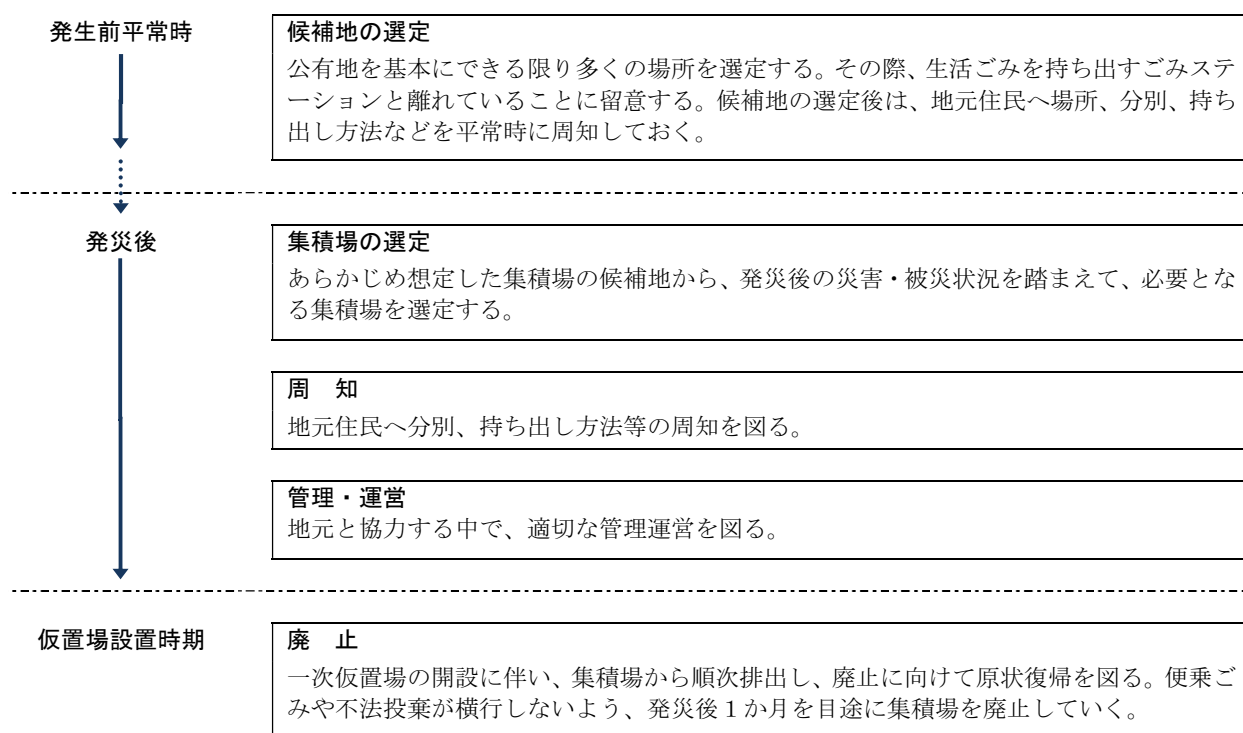 発生前平常時
候補地の選定
公有地を基本にできる限り多くの場所を選定する。その際、生活ごみを持ち出すごみステ
ーションと離れていることに留意する。候補地の選定後は、地元住民へ場所、分別、持ち
出し方法などを平常時に周知しておく。
発災後
集積場の選定
あらかじめ想定した集積場の候補地から、発災後の災害・被災状況を踏まえて、必要とな
る集積場を選定する。
周　知
地元住民へ分別、持ち出し方法等の周知を図る。
管理・運営
地元と協力する中で、適切な管理運営を図る。
仮置場設置時期
廃　止
一次仮置場の開設に伴い、集積場から順次排出し、廃止に向けて原状復帰を図る。便乗ご
みや不法投棄が横行しないよう、発災後１か月を目途に集積場を廃止していく。